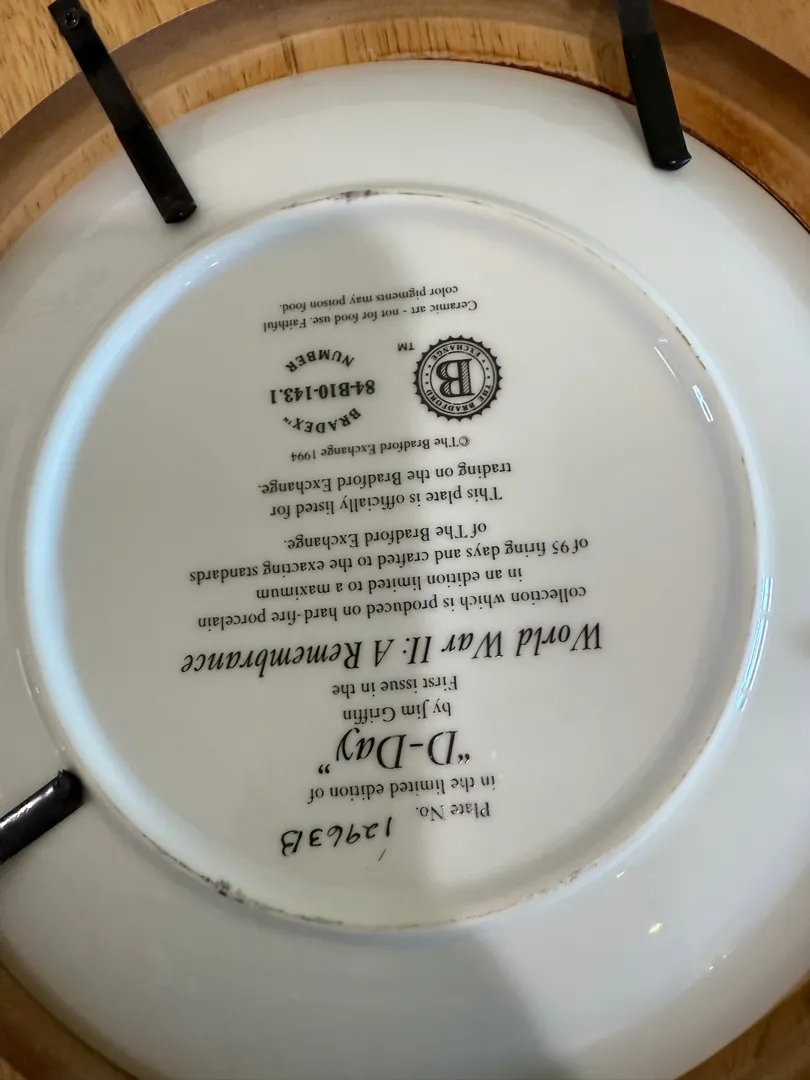 Plate No. 12963B
in the limited edition of
“D-Day”
by Jim Griffin
First issue in the
World War II: A Remembrance
collection which is produced on hard-fire porcelain
in an edition limited to a maximum
of 95 firing days and crafted to the exacting standards
of The Bradford Exchange.
This plate is officially listed for
trading on the Bradford Exchange.
©The Bradford Exchange 1994
THE BRADFORD EXCHANGE
B
TM
BRADEX™
84-B10-143.1
NUMBER
Ceramic art - not for food use. Faithful
color pigments may poison food.